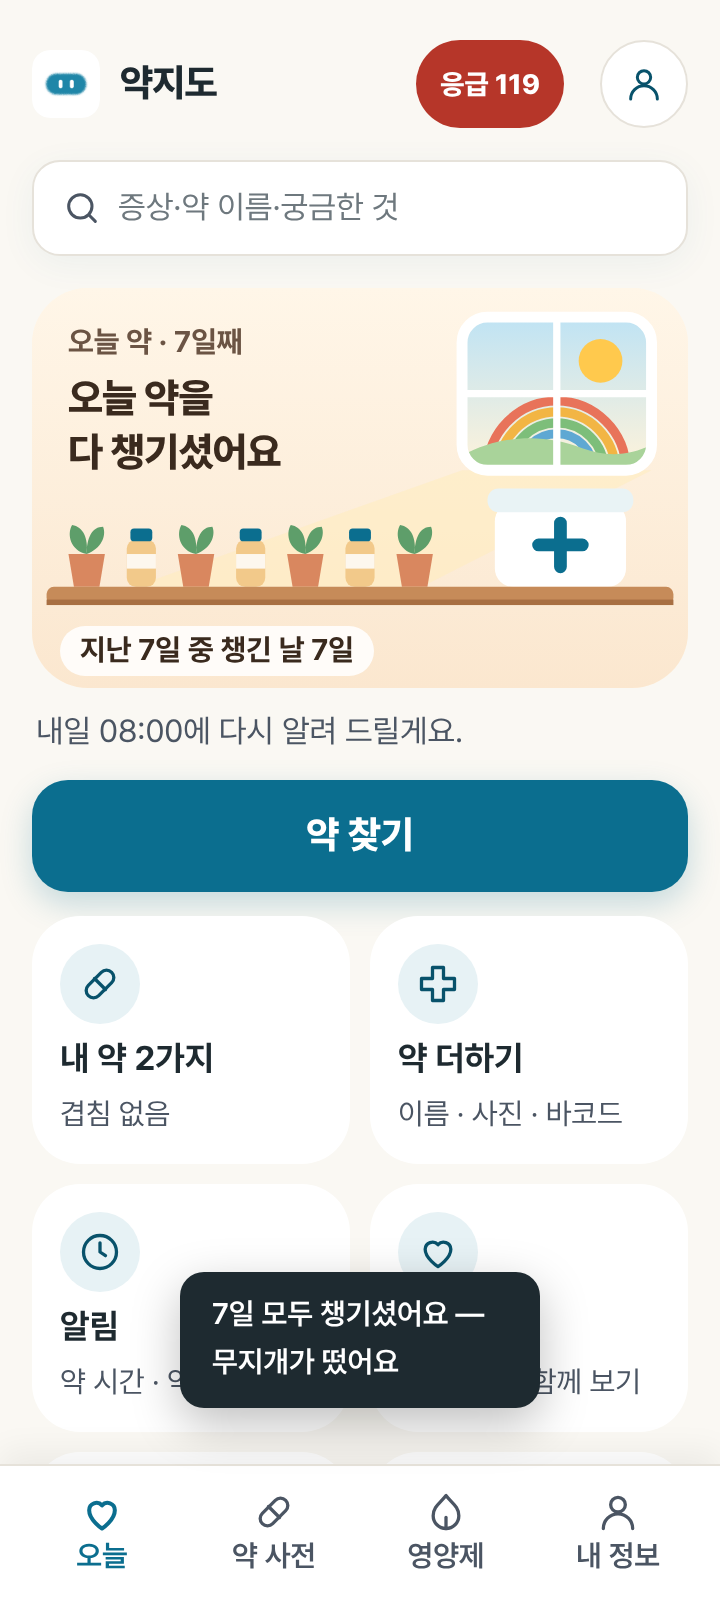 약지도
응급 119
증상·약 이름·궁금한 것
오늘 약 · 7일째
오늘 약을
다 챙기셨어요
지난 7일 중 챙긴 날 7일
내일 08:00에 다시 알려 드릴게요.
약 찾기
내 약 2가지
겹침 없음
약 더하기
이름 · 사진 · 바코드
알림
약 시간 ·
함께 보기
7일 모두 챙기셨어요 —
무지개가 떴어요
오늘
약 사전
영양제
내 정보